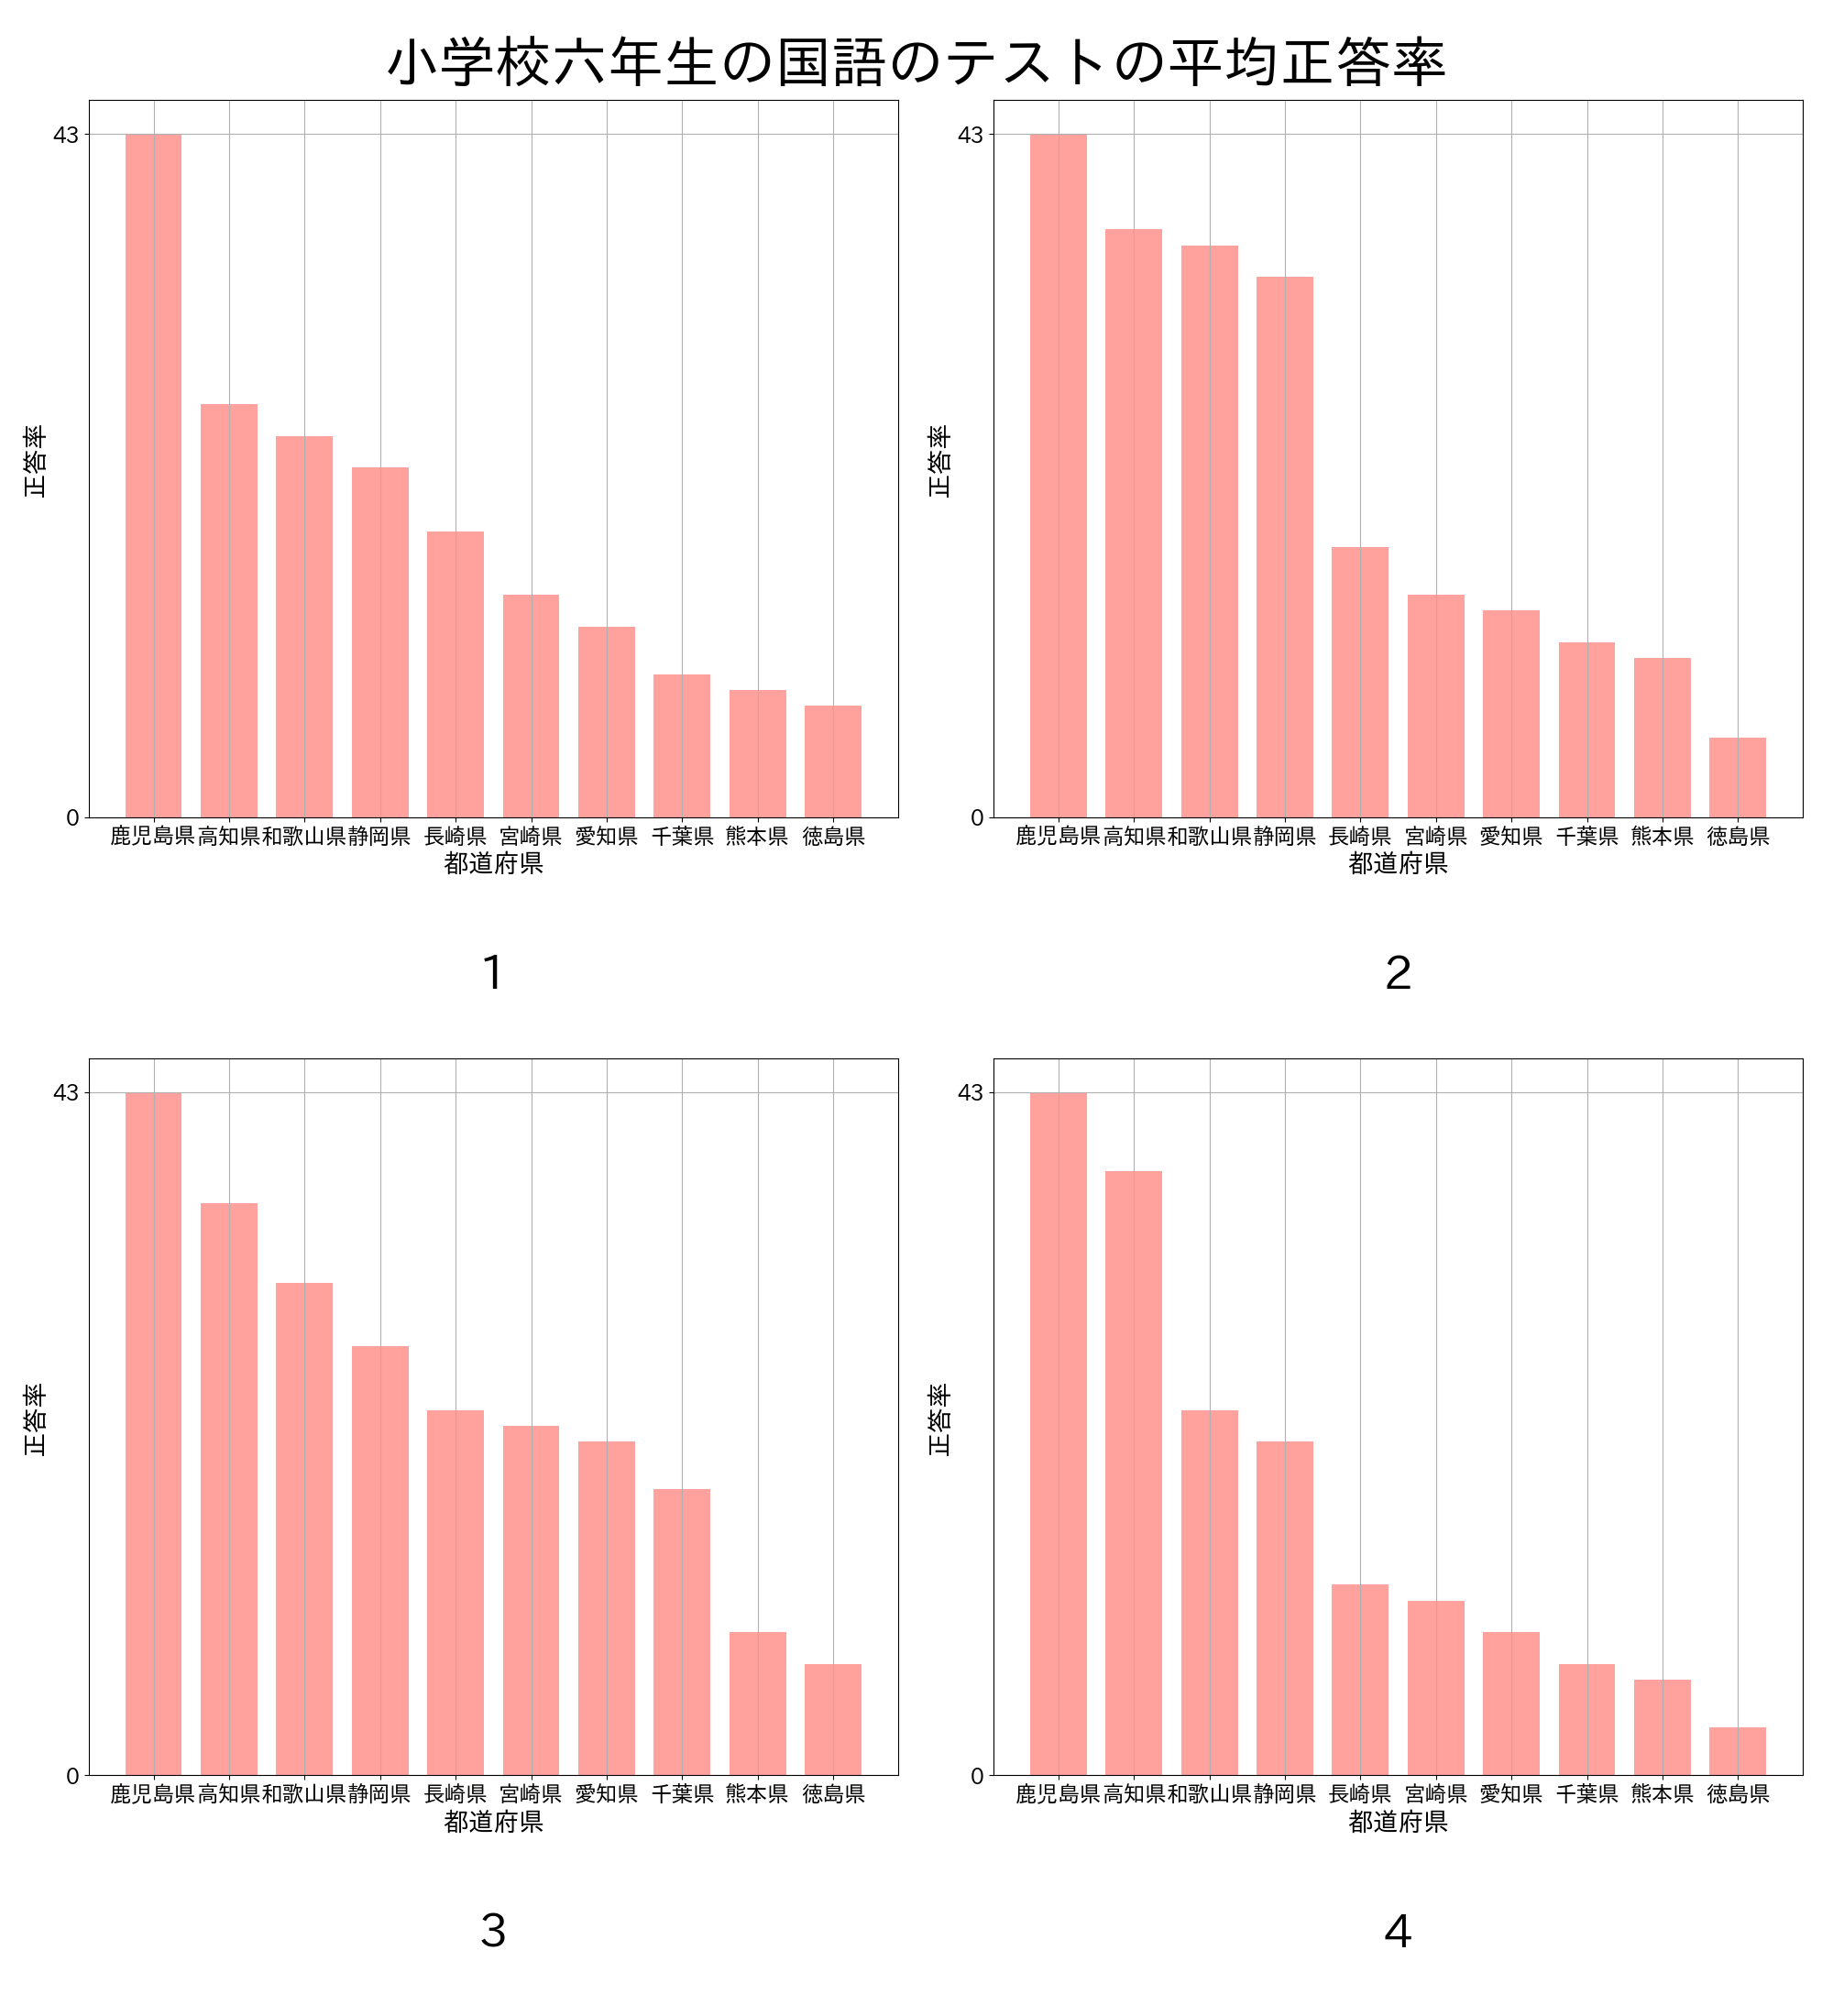 小学校六年生の国語のテストの平均正答率
43
0
正答率
鹿児島県 高知県 和歌山県 静岡県 長崎県 宮崎県 愛知県 千葉県 熊本県 徳島県
都道府県
1
43
0
正答率
鹿児島県 高知県 和歌山県 静岡県 長崎県 宮崎県 愛知県 千葉県 熊本県 徳島県
都道府県
2
43
0
正答率
鹿児島県 高知県 和歌山県 静岡県 長崎県 宮崎県 愛知県 千葉県 熊本県 徳島県
都道府県
3
43
0
正答率
鹿児島県 高知県 和歌山県 静岡県 長崎県 宮崎県 愛知県 千葉県 熊本県 徳島県
都道府県
4